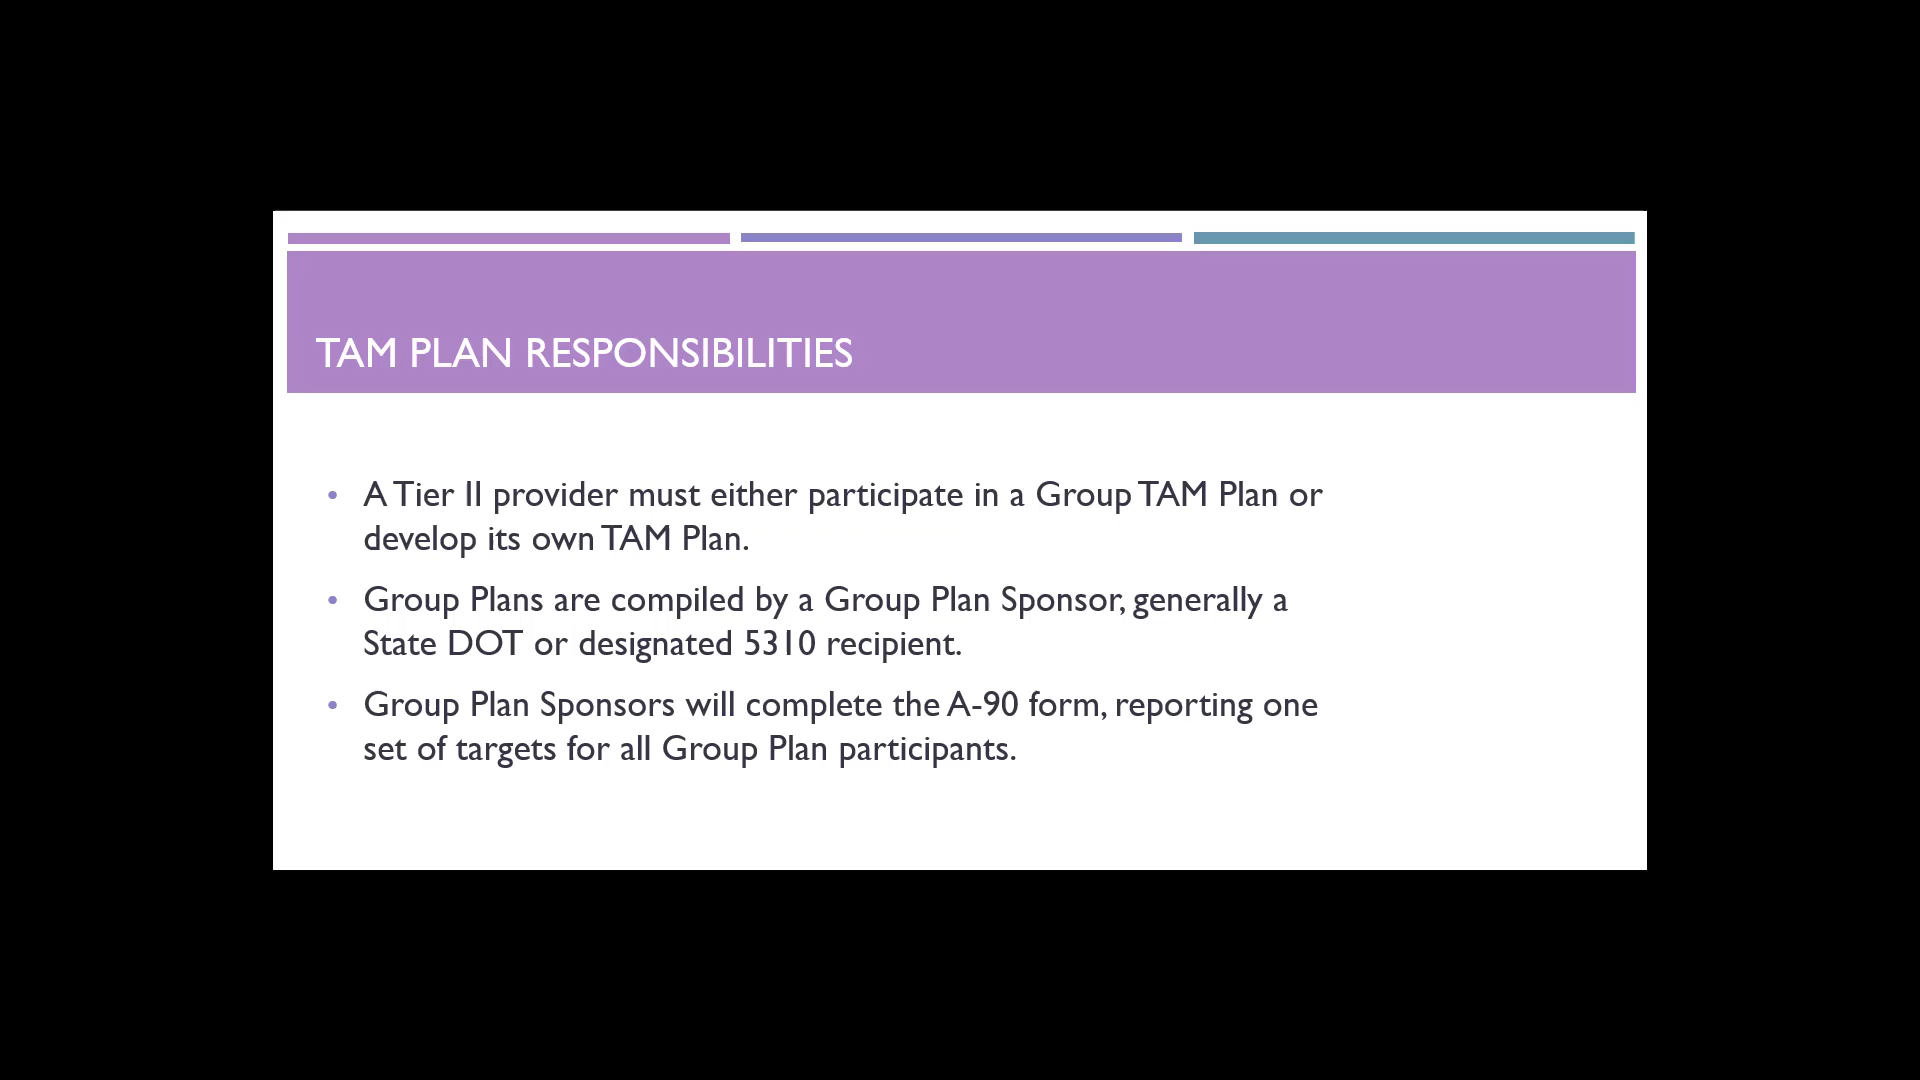 TAM PLAN RESPONSIBILITIES
• A Tier II provider must either participate in a Group TAM Plan or
develop its own TAM Plan.
• Group Plans are compiled by a Group Plan Sponsor, generally a
State DOT or designated 5310 recipient.
• Group Plan Sponsors will complete the A-90 form, reporting one
set of targets for all Group Plan participants.